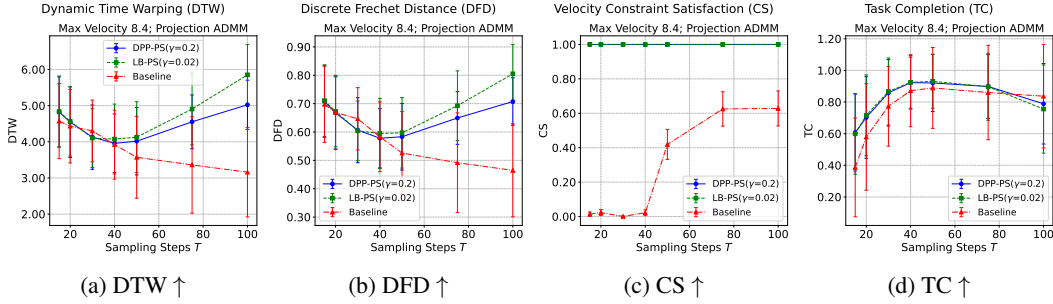 Dynamic Time Warping (DTW)
Max Velocity 8.4; Projection ADMM
DTW
6.00
5.00
4.00
3.00
2.00
DPP-PS(γ=0.2)
LB-PS(γ=0.02)
Baseline
20 40 60 80 100
Sampling Steps T
(a) DTW ↑
Discrete Frechet Distance (DFD)
Max Velocity 8.4; Projection ADMM
DFD
0.90
0.80
0.70
0.60
0.50
0.40
0.30
DPP-PS(γ=0.2)
LB-PS(γ=0.02)
Baseline
20 40 60 80 100
Sampling Steps T
(b) DFD ↑
Velocity Constraint Satisfaction (CS)
Max Velocity 8.4; Projection ADMM
CS
1.00
0.80
0.60
0.40
0.20
0.00
DPP-PS(γ=0.2)
LB-PS(γ=0.02)
Baseline
20 40 60 80 100
Sampling Steps T
(c) CS ↑
Task Completion (TC)
Max Velocity 8.4; Projection ADMM
TC
1.20
1.00
0.80
0.60
0.40
0.20
DPP-PS(γ=0.2)
LB-PS(γ=0.02)
Baseline
20 40 60 80 100
Sampling Steps T
(d) TC ↑